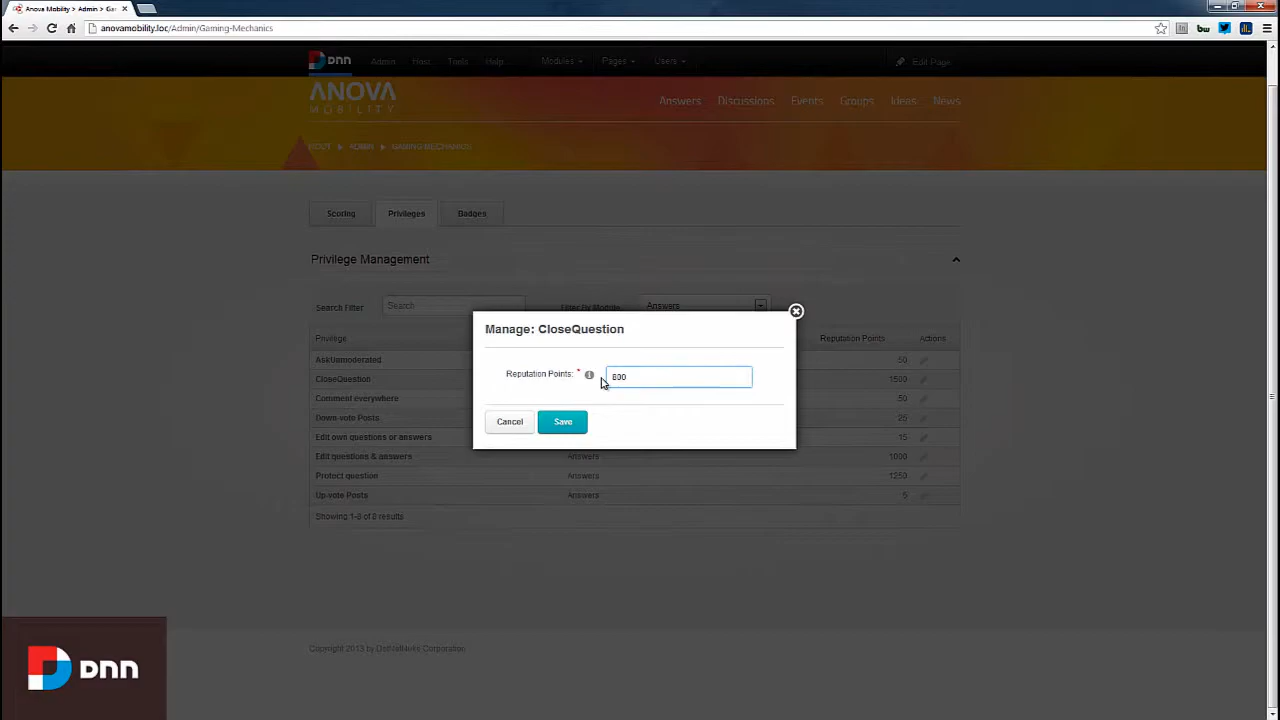 Anova Mobility > Admin > Ga
anovamobility.loc/Admin/Gaming-Mechanics
DNN Admin Host Tools Help Modules Pages Users Edit Page
ANOVA
MOBILITY
Answers Discussions Events Groups Ideas News
ADMIN GAMING-MECHANICS
Scoring Privileges Badges
Privilege Management
Search Filter Search Filter By Module Answers
Privilege Reputation Points Actions
AskUnmoderated 50
CloseQuestion 1500
Comment everywhere 50
Down-vote Posts 25
Edit own questions or answers 15
Edit questions & answers Answers 1000
Protect question Answers 1250
Up-vote Posts Answers 5
Showing 1-8 of 8 results
Manage: CloseQuestion
Reputation Points: *
Cancel Save
Copyright 2013 by DotNetNuke Corporation
DNN